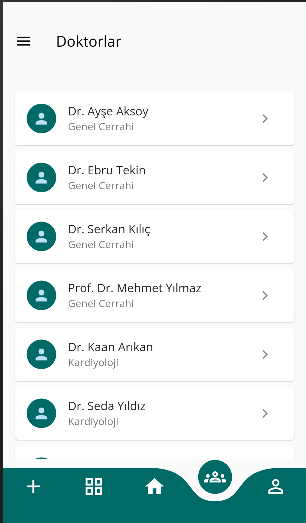 Doktorlar
Dr. Ayşe Aksoy
Genel Cerrahi
Dr. Ebru Tekin
Genel Cerrahi
Dr. Serkan Kılıç
Genel Cerrahi
Prof. Dr. Mehmet Yılmaz
Genel Cerrahi
Dr. Kaan Arıkan
Kardiyoloji
Dr. Seda Yıldız
Kardiyoloji